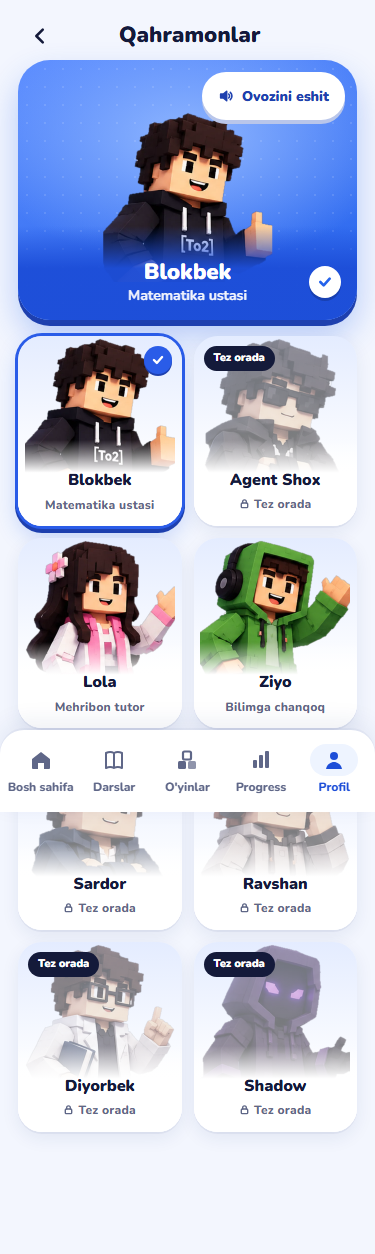 Qahramonlar
Ovozini eshit
[To2]
Blokbek
Matematika ustasi
[To2]
Blokbek
Matematika ustasi
Tez orada
Agent Shox
Tez orada
Lola
Mehribon tutor
Ziyo
Bilimga chanqoq
Bosh sahifa
Darslar
O'yinlar
Progress
Profil
Sardor
Tez orada
Ravshan
Tez orada
Tez orada
Diyorbek
Tez orada
Tez orada
Shadow
Tez orada